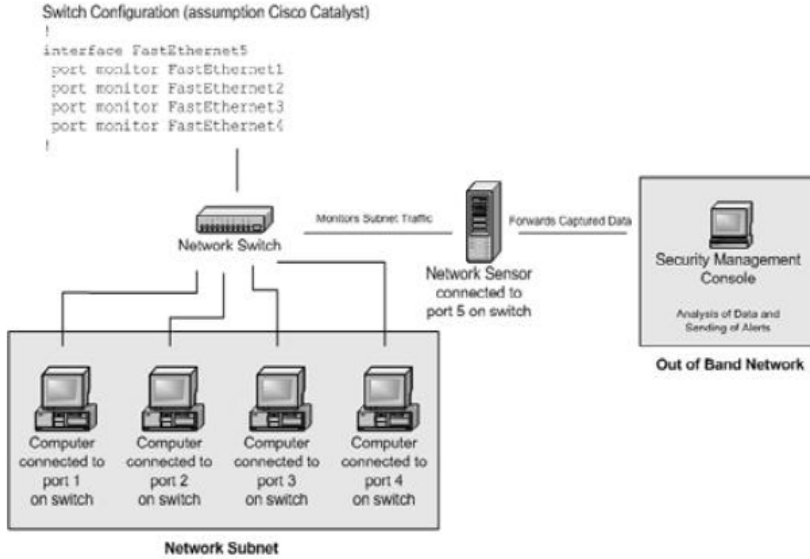 Switch Configuration (assumption Cisco Catalyst)
!
interface FastEthernet5
port monitor FastEthernet1
port monitor FastEthernet2
port monitor FastEthernet3
port monitor FastEthernet4
!
Network Switch
Monitors Subnet Traffic
Network Sensor
connected to
port 5 on switch
Forwards Captured Data
Security Management
Console
Analysis of Data and
Sending of Alerts
Out of Band Network
Computer
connected to
port 1
on switch
Computer
connected to
port 2
on switch
Computer
connected to
port 3
on switch
Computer
connected to
port 4
on switch
Network Subnet